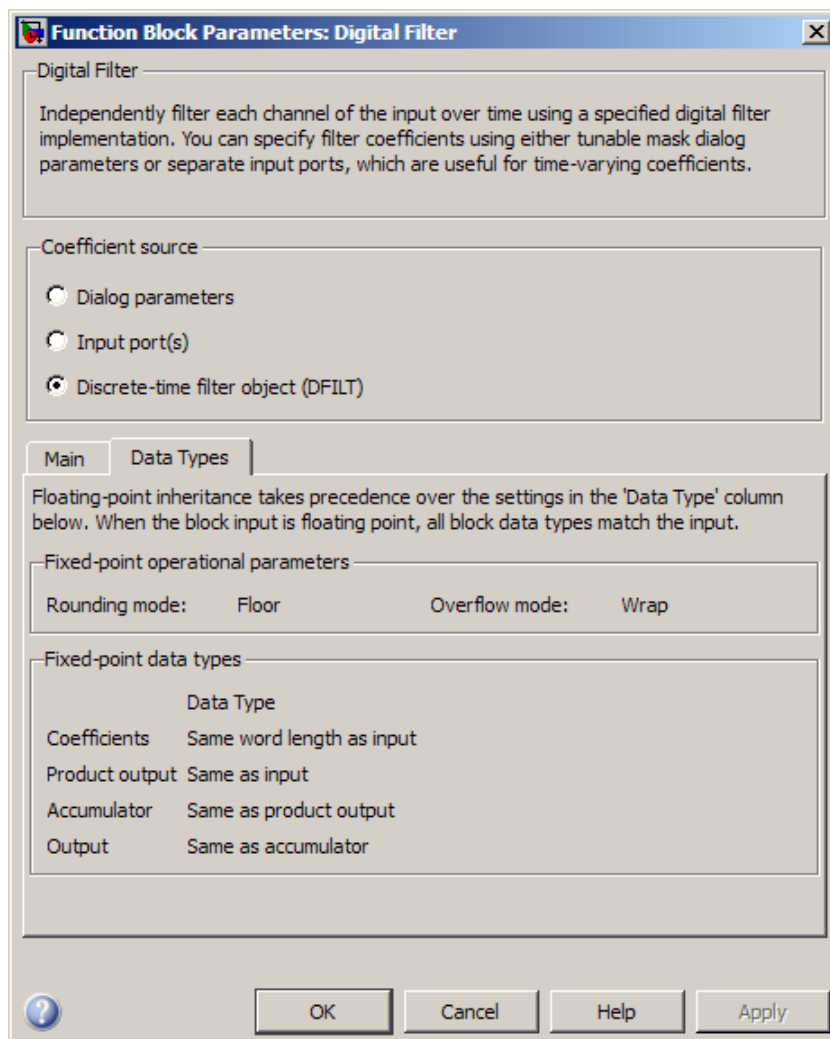 Function Block Parameters: Digital Filter
Digital Filter
Independently filter each channel of the input over time using a specified digital filter
implementation. You can specify filter coefficients using either tunable mask dialog
parameters or separate input ports, which are useful for time-varying coefficients.
Coefficient source
Dialog parameters
Input port(s)
Discrete-time filter object (DFILT)
Main Data Types
Floating-point inheritance takes precedence over the settings in the 'Data Type' column
below. When the block input is floating point, all block data types match the input.
Fixed-point operational parameters
Rounding mode: Floor Overflow mode: Wrap
Fixed-point data types
Data Type
Coefficients Same word length as input
Product output Same as input
Accumulator Same as product output
Output Same as accumulator
OK Cancel Help Apply